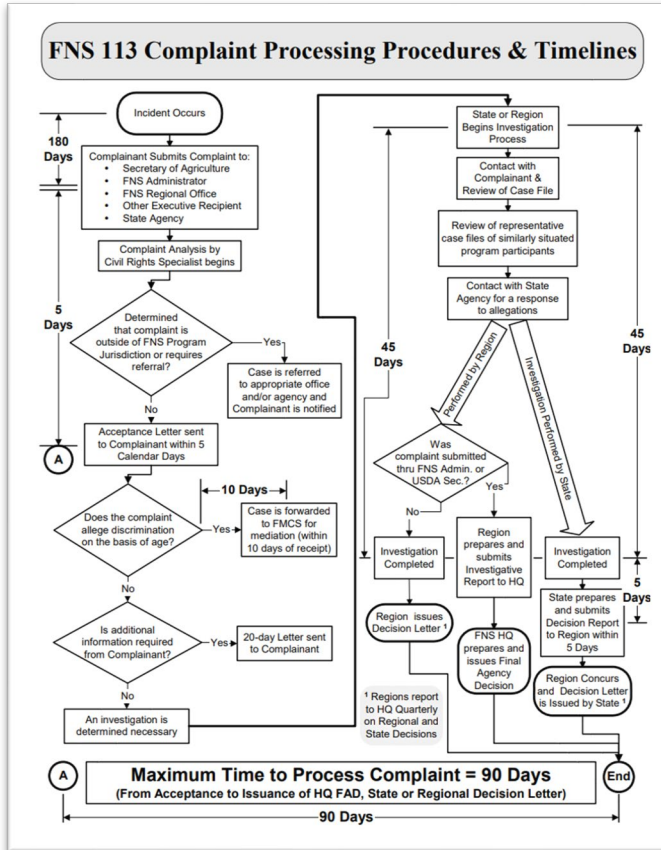 FNS 113 Complaint Processing Procedures & Timelines
Incident Occurs
180
Days
Complainant Submits Complaint to:
• Secretary of Agriculture
• FNS Administrator
• FNS Regional Office
• Other Executive Recipient
• State Agency
Complaint Analysis by
Civil Rights Specialist begins
5
Days
Determined
that complaint is
outside of FNS Program
Jurisdiction or requires
referral?
Yes
Case is referred
to appropriate office
and/or agency and
Complainant is notified
No
Acceptance Letter sent
to Complainant within 5
Calendar Days
A
10 Days
Does the complaint
allege discrimination
on the basis of age?
Yes
Case is forwarded
to FMCS for
mediation (within
10 days of receipt)
No
Is additional
information required
from Complainant?
Yes
20-day Letter sent
to Complainant
No
An investigation is
determined necessary
State or Region
Begins Investigation
Process
Contact with
Complainant &
Review of Case File
Review of representative
case files of similarly situated
program participants
Contact with State
Agency for a response
to allegations
45
Days
45
Days
Performed by Region
Investigation Performed by State
Was
complaint submitted
thru FNS Admin. or
USDA Sec.?
No
Yes
Investigation
Completed
Region
prepares and
submits
Investigative
Report to HQ
Investigation
Completed
5
Days
Region issues
Decision Letter ¹
FNS HQ
prepares and
issues Final
Agency
Decision
State prepares
and submits
Decision Report
to Region within
5 Days
Region Concurs
and Decision Letter
is Issued by State ¹
¹ Regions report
to HQ Quarterly
on Regional and
State Decisions
A
Maximum Time to Process Complaint = 90 Days
(From Acceptance to Issuance of HQ FAD, State or Regional Decision Letter)
End
90 Days